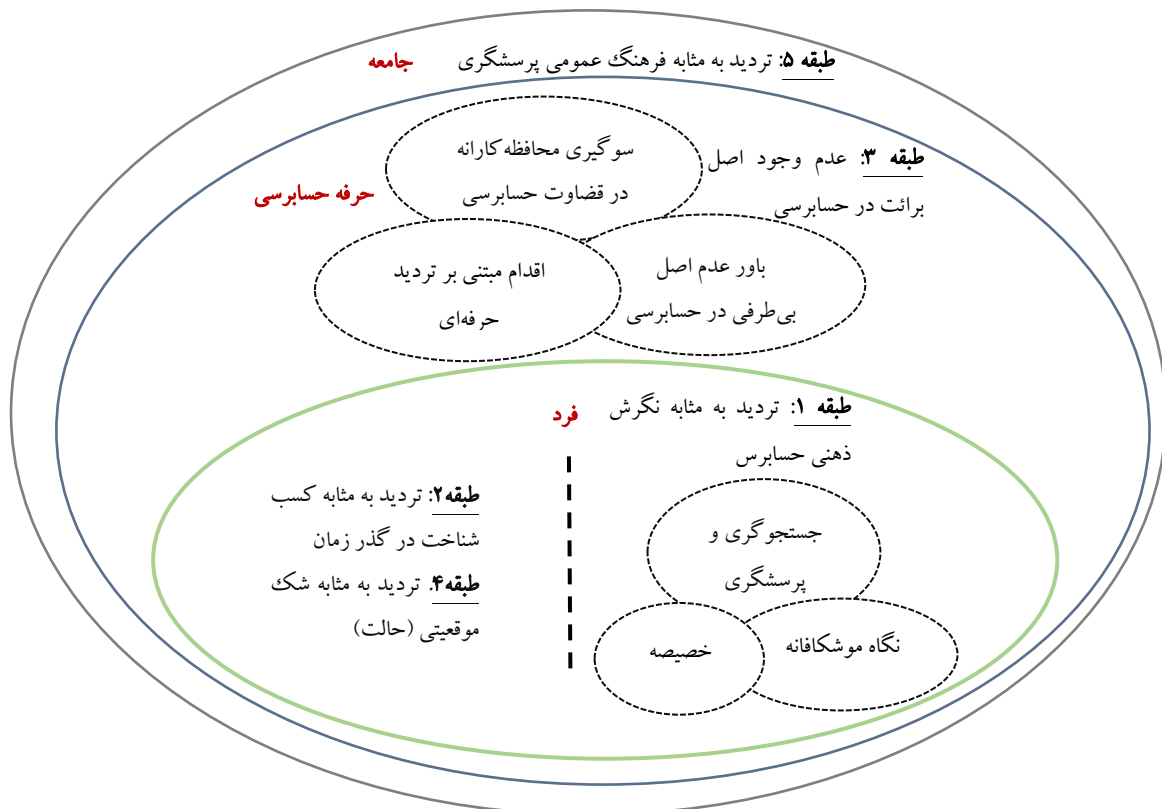 طبقه ۵: تردید به مثابه فرهنگ عمومی پرسشگری
جامعه
سوگیری محافظه‌کارانه
در قضاوت حسابرسی
طبقه ۳: عدم وجود اصل
برائت در حسابرسی
حرفه حسابرسی
باور عدم اصل
بی‌طرفی در حسابرسی
اقدام مبتنی بر تردید
حرفه‌ای
طبقه ۱: تردید به مثابه نگرش
ذهنی حسابرس
فرد
جستجوگری و
پرسشگری
نگاه موشکافانه
خصیصه
طبقه۲: تردید به مثابه کسب
شناخت در گذر زمان
طبقه۴. تردید به مثابه شک
موقعیتی (حالت)